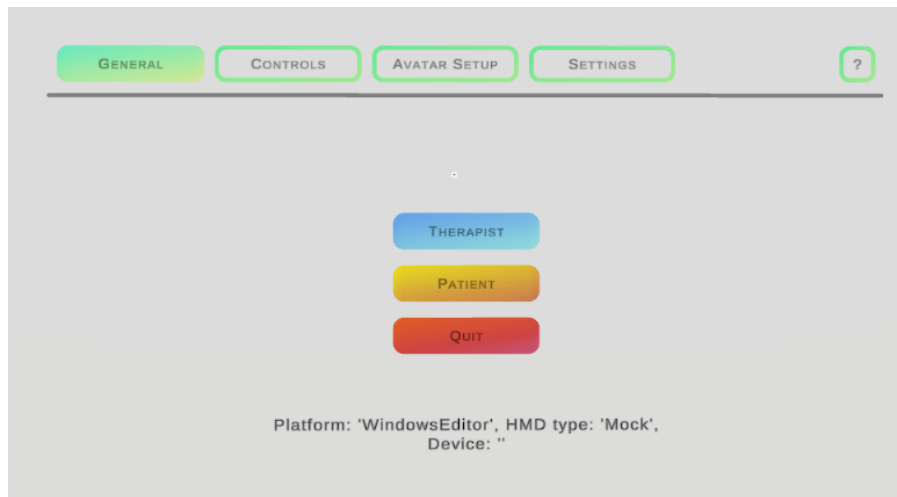 General Controls Avatar Setup Settings ?
Therapist
Patient
Quit
Platform: 'WindowsEditor', HMD type: 'Mock',
Device: ''